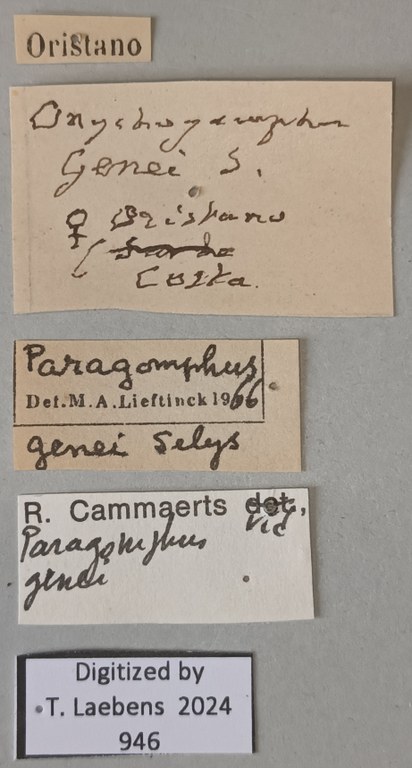 Oristano
Onychogomphus
Genei S.
♀ Oristano
Costa.
Paragomphus
Det. M. A. Lieftinck 1966
genei Selys
R. Cammaerts det.,
vid
Paragomphus
genei
Digitized by
T. Laebens 2024
946